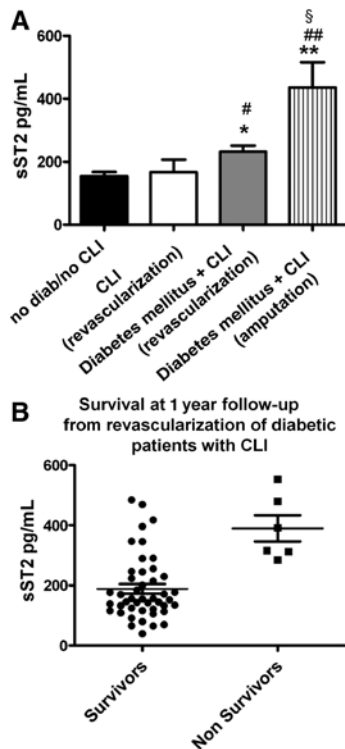 A
§
##
**
#
*
600
400
200
0
sST2 pg/mL
no diab/no CLI
CLI
(revascularization)
Diabetes mellitus + CLI
(revascularization)
Diabetes mellitus + CLI
(amputation)
B
Survival at 1 year follow-up
from revascularization of diabetic
patients with CLI
600
400
200
0
sST2 pg/mL
Survivors
Non Survivors